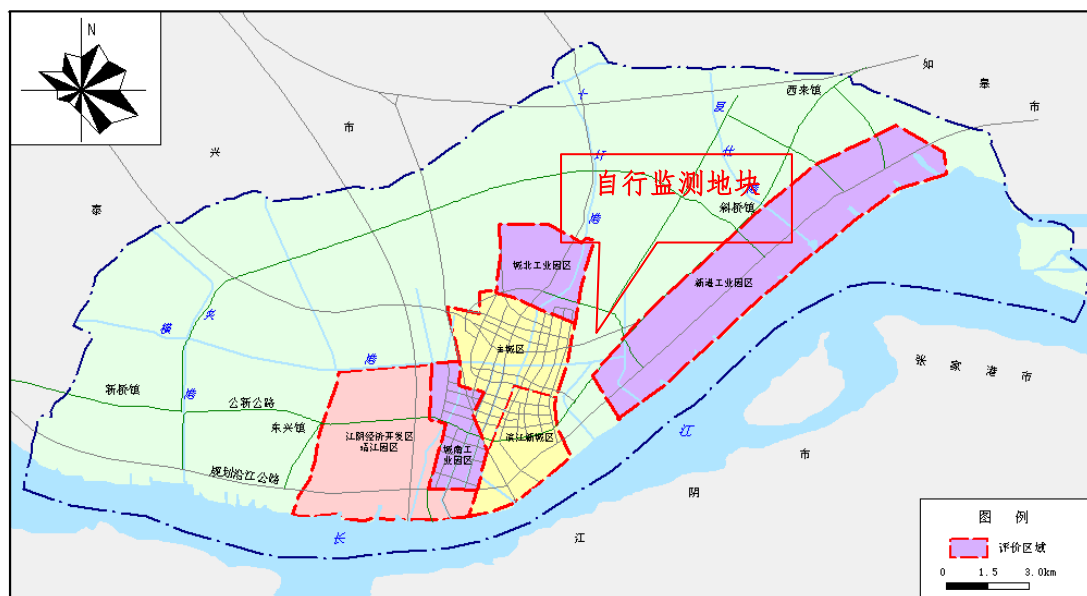 N
如
皋
市
西来镇
十
圩
港
夏
仕
港
市
兴
泰
自行监测地块
斜桥镇
城北工业园区
新港工业园区
主城区
横
港
新桥镇
公新公路
东兴镇
江阴经济开发区
靖江园区
城南工
业园区
滨江新城区
规划沿江公路
张家港市
长
江
江
阴
市
图 例
评价区域
0 1.5 3.0km